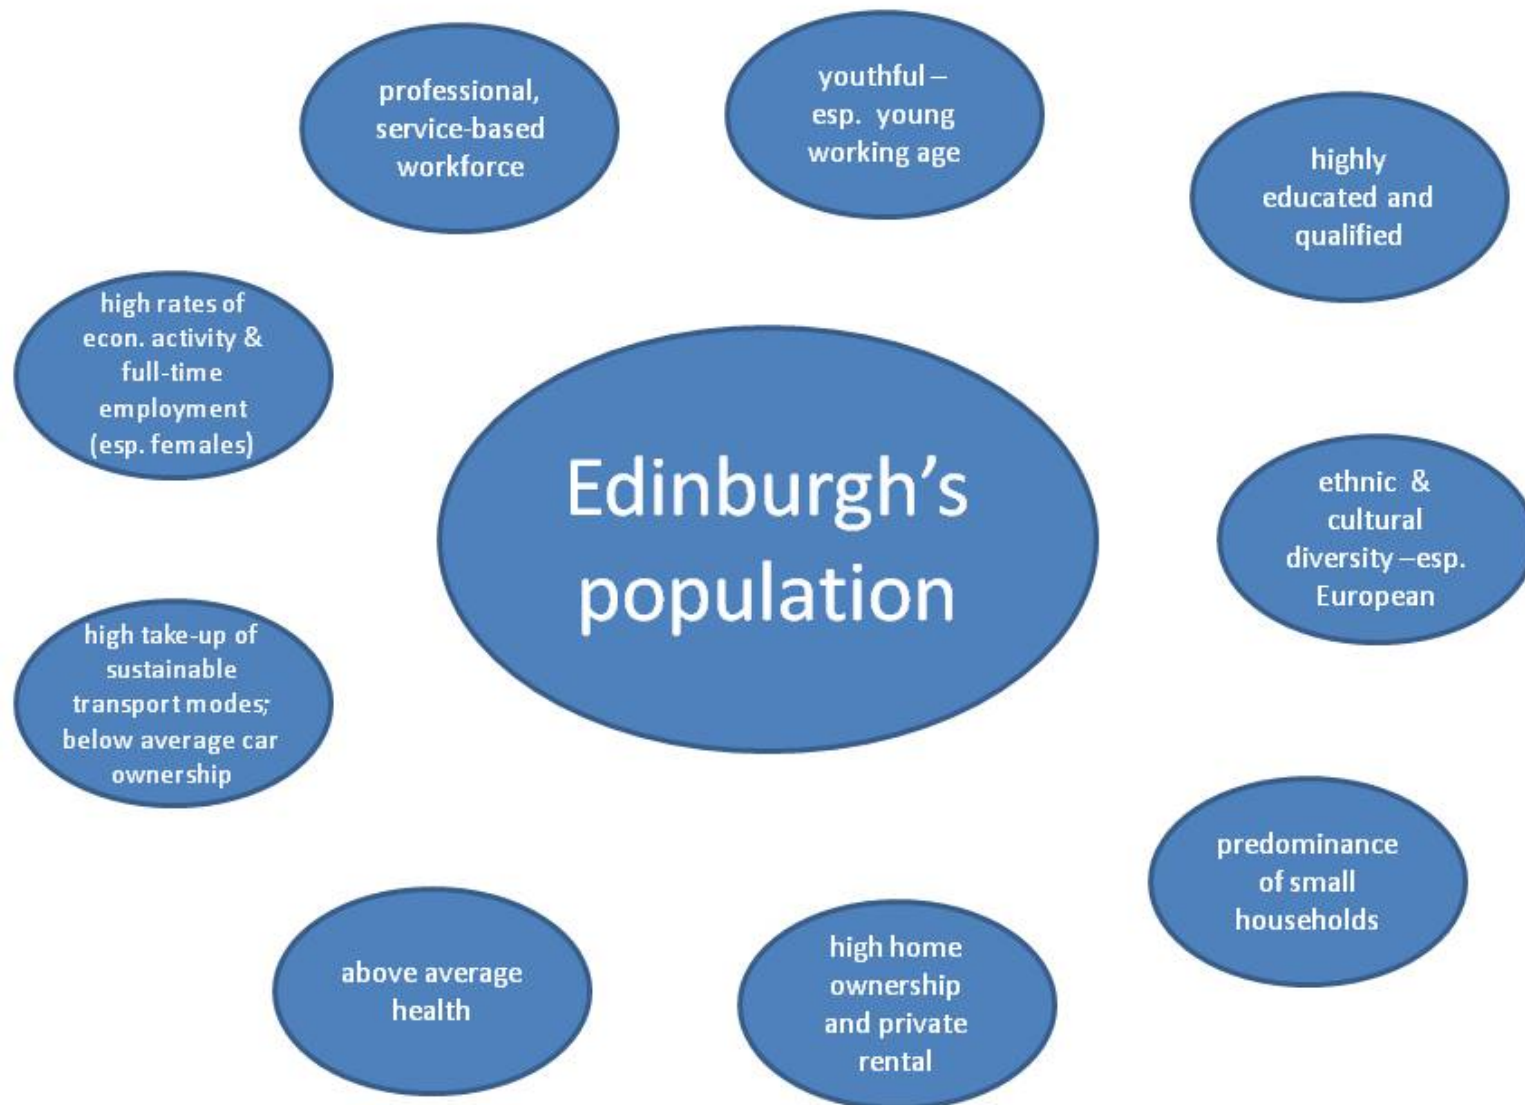 professional,
service-based
workforce
youthful –
esp. young
working age
highly
educated and
qualified
high rates of
econ. activity &
full-time
employment
(esp. females)
Edinburgh’s
population
ethnic &
cultural
diversity –esp.
European
high take-up of
sustainable
transport modes;
below average car
ownership
predominance
of small
households
above average
health
high home
ownership
and private
rental